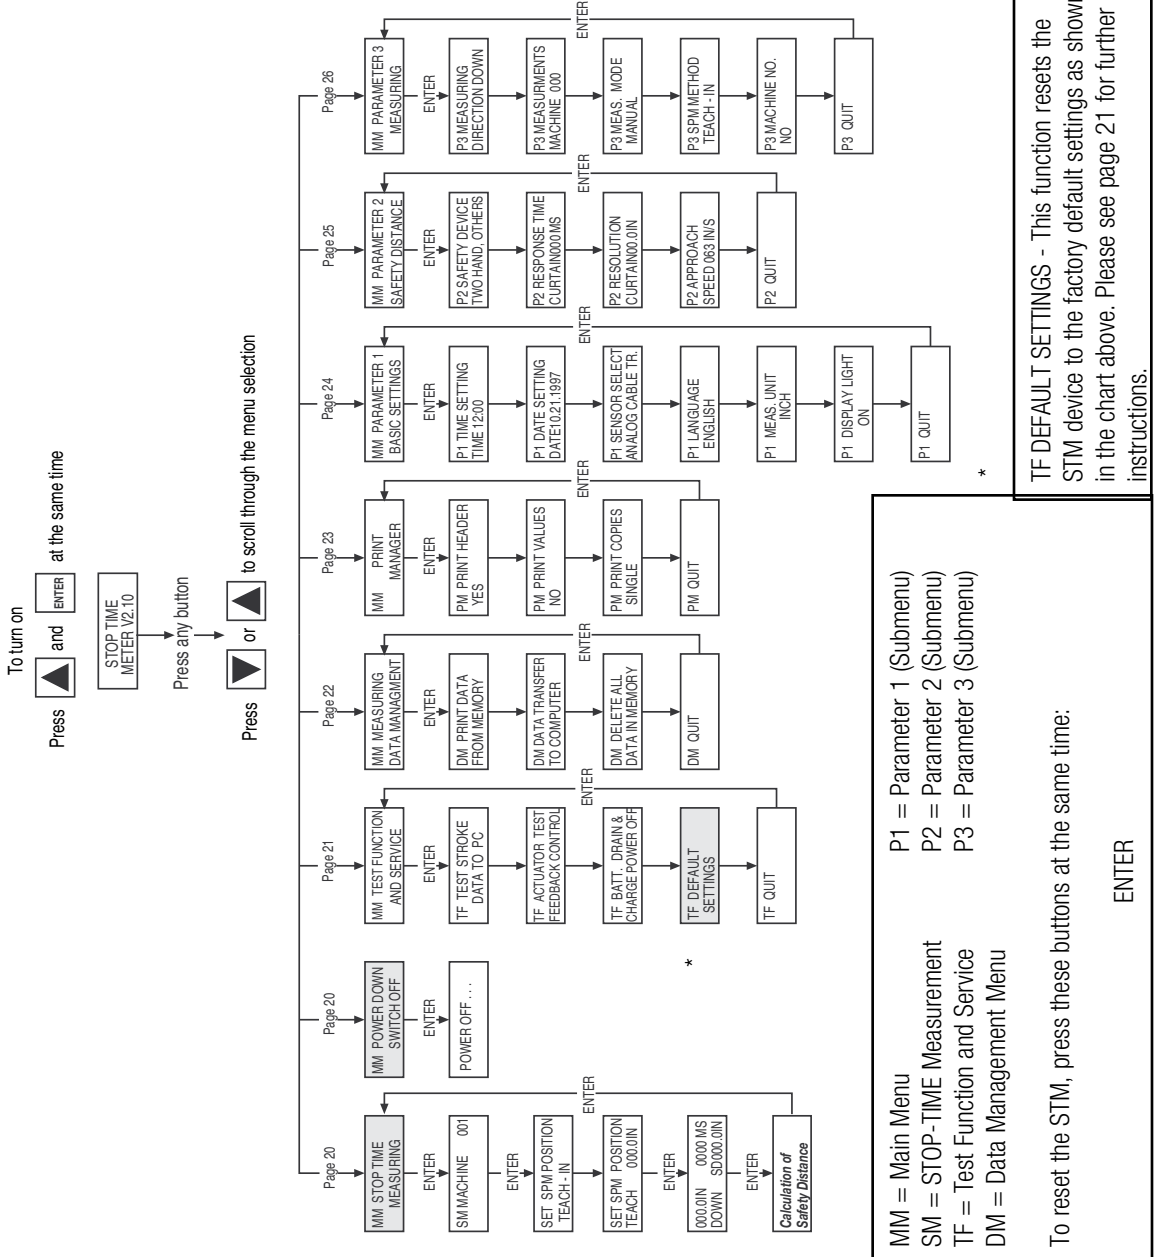 To turn on
Press
and
ENTER
at the same time
STOP TIME
METER V2.10
Press any button
Press
or
to scroll through the menu selection
Page 20
MM STOP TIME
MEASURING
ENTER
SM MACHINE 001
ENTER
SET SPM POSITION
TEACH - IN
SET SPM POSITION
TEACH 000.0IN
ENTER
000.0IN 0000 MS
DOWN SD000.0IN
ENTER
Calculation of
Safety Distance
ENTER
Page 20
MM POWER DOWN
SWITCH OFF
ENTER
POWER OFF . . .
Page 21
MM TEST FUNCTION
AND SERVICE
ENTER
TF TEST STROKE
DATA TO PC
TF ACTUATOR TEST
FEEDBACK CONTROL
TF BATT. DRAIN &
CHARGE POWER OFF
TF DEFAULT
SETTINGS
*
TF QUIT
ENTER
Page 22
MM MEASURING
DATA MANAGMENT
ENTER
DM PRINT DATA
FROM MEMORY
DM DATA TRANSFER
TO COMPUTER
DM DELETE ALL
DATA IN MEMORY
DM QUIT
ENTER
Page 23
MM PRINT
MANAGER
ENTER
PM PRINT HEADER
YES
PM PRINT VALUES
NO
PM PRINT COPIES
SINGLE
PM QUIT
ENTER
Page 24
MM PARAMETER 1
BASIC SETTINGS
ENTER
P1 TIME SETTING
TIME 12:00
P1 DATE SETTING
DATE10.21.1997
P1 SENSOR SELECT
ANALOG CABLE TR.
P1 LANGUAGE
ENGLISH
P1 MEAS. UNIT
INCH
P1 DISPLAY LIGHT
ON
P1 QUIT
ENTER
Page 25
MM PARAMETER 2
SAFETY DISTANCE
ENTER
P2 SAFETY DEVICE
TWO HAND, OTHERS
P2 RESPONSE TIME
CURTAIN000 MS
P2 RESOLUTION
CURTAIN00.0IN
P2 APPROACH
SPEED 063 IN/S
P2 QUIT
ENTER
Page 26
MM PARAMETER 3
MEASURING
ENTER
P3 MEASURING
DIRECTION DOWN
P3 MEASURMENTS
MACHINE 000
P3 MEAS. MODE
MANUAL
P3 SPM METHOD
TEACH - IN
P3 MACHINE NO.
NO
P3 QUIT
ENTER
MM = Main Menu
SM = STOP-TIME Measurement
TF = Test Function and Service
DM = Data Management Menu
P1 = Parameter 1 (Submenu)
P2 = Parameter 2 (Submenu)
P3 = Parameter 3 (Submenu)
To reset the STM, press these buttons at the same time:
ENTER
*
TF DEFAULT SETTINGS - This function resets the
STM device to the factory default settings as show
in the chart above. Please see page 21 for further
instructions.